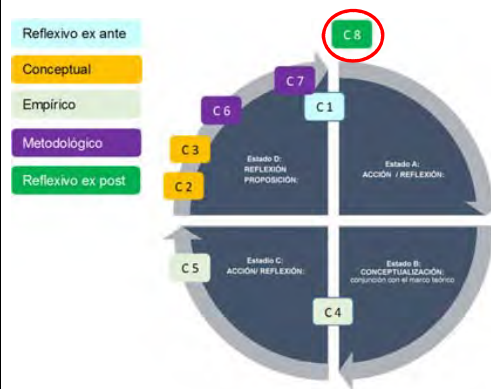 Reflexivo ex ante
Conceptual
Empírico
Metodológico
Reflexivo ex post
C 8
C 7
C 1
C 6
C 3
C 2
Estado D:
REFLEXIÓN
PROPOSICIÓN:
Estado A:
ACCIÓN / REFLEXIÓN:
C 5
Estadio C:
ACCIÓN/ REFLEXIÓN:
Estado B:
CONCEPTUALIZACIÓN:
conjunción con el marco teórico
C 4